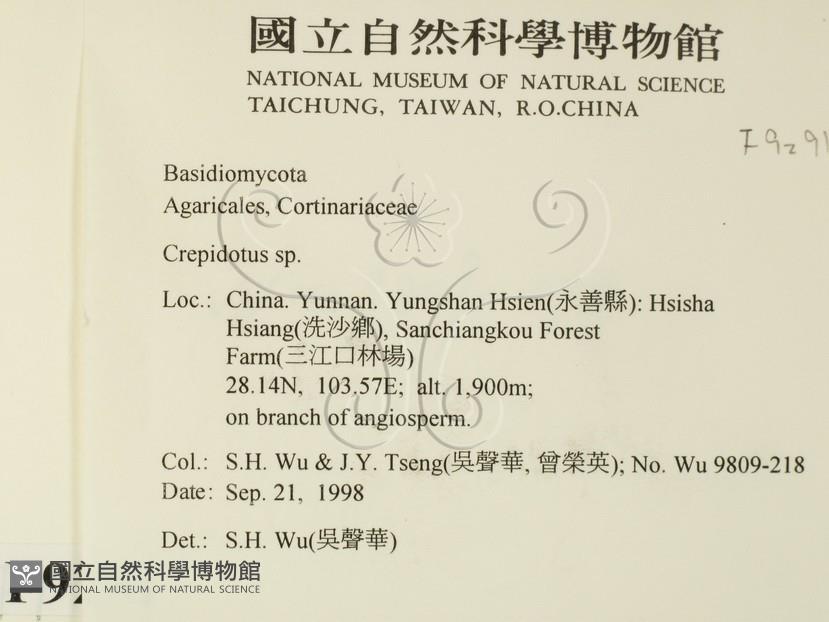 國立自然科學博物館
NATIONAL MUSEUM OF NATURAL SCIENCE
TAICHUNG, TAIWAN, R.O.CHINA
Basidiomycota
Agaricales, Cortinariaceae
Crepidotus sp.
Loc.: China. Yunnan. Yungshan Hsien(永善縣): Hsisha
Hsiang(洗沙鄉), Sanchiangkou Forest
Farm(三江口林場)
28.14N, 103.57E; alt. 1,900m;
on branch of angiosperm.
Col.: S.H. Wu & J.Y. Tseng(吳聲華, 曾榮英); No. Wu 9809-218
Date: Sep. 21, 1998
Det.: S.H. Wu(吳聲華)
國立自然科學博物館
NATIONAL MUSEUM OF NATURAL SCIENCE